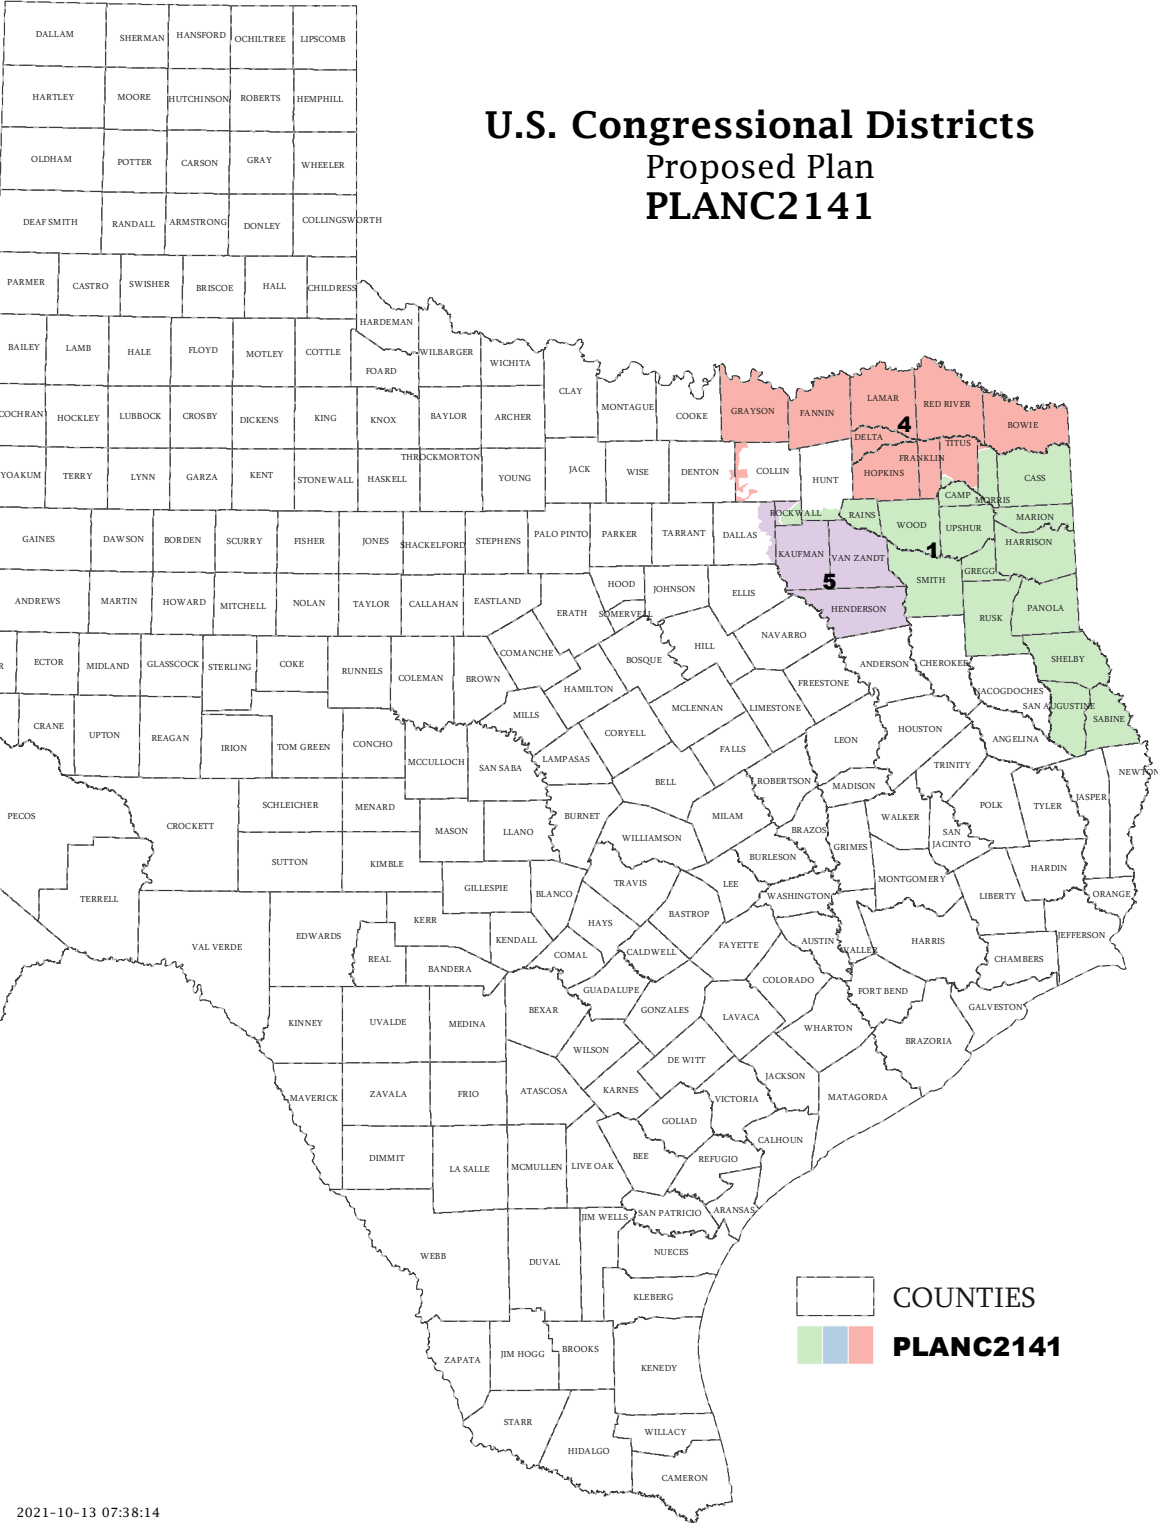 U.S. Congressional Districts
Proposed Plan
PLANC2141
DALLAM SHERMAN HANSFORD OCHILTREE LIPSCOMB
HARTLEY MOORE HUTCHINSON ROBERTS HEMPHILL
OLDHAM POTTER CARSON GRAY WHEELER
DEAF SMITH RANDALL ARMSTRONG DONLEY COLLINGSWORTH
PARMER CASTRO SWISHER BRISCOE HALL CHILDRESS
HARDEMAN
BAILEY LAMB HALE FLOYD MOTLEY COTTLE FOARD WILBARGER WICHITA
CLAY MONTAGUE COOKE GRAYSON FANNIN LAMAR RED RIVER BOWIE
COCHRAN HOCKLEY LUBBOCK CROSBY DICKENS KING KNOX BAYLOR ARCHER
4
DELTA TITUS FRANKLIN HOPKINS
YOAKUM TERRY LYNN GARZA KENT STONEWALL HASKELL THROCKMORTON YOUNG JACK WISE DENTON COLLIN HUNT CASS
CAMP MORRIS
ROCKWALL RAINS WOOD UPSHUR MARION HARRISON
GAINES DAWSON BORDEN SCURRY FISHER JONES SHACKELFORD STEPHENS PALO PINTO PARKER TARRANT DALLAS KAUFMAN VAN ZANDT
1
5
SMITH GREGG
ANDREWS MARTIN HOWARD MITCHELL NOLAN TAYLOR CALLAHAN EASTLAND ERATH HOOD SOMERVELL JOHNSON ELLIS HENDERSON RUSK PANOLA
R ECTOR MIDLAND GLASSCOCK STERLING COKE RUNNELS COLEMAN BROWN COMANCHE BOSQUE HILL NAVARRO ANDERSON CHEROKEE SHELBY
HAMILTON FREESTONE NACOGDOCHES SAN AUGUSTINE SABINE
CRANE UPTON REAGAN IRION TOM GREEN CONCHO MILLS MCLENNAN LIMESTONE
CORYELL FALLS LEON HOUSTON ANGELINA
MCCULLOCH SAN SABA LAMPASAS BELL ROBERTSON MADISON TRINITY NEWTON
PECOS CROCKETT SCHLEICHER MENARD MASON LLANO BURNET WILLIAMSON MILAM BRAZOS GRIMES WALKER SAN JACINTO POLK TYLER JASPER
SUTTON KIMBLE BURLESON MONTGOMERY LIBERTY HARDIN ORANGE
TERRELL GILLESPIE BLANCO TRAVIS LEE WASHINGTON
VAL VERDE EDWARDS REAL KERR BANDERA KENDALL COMAL HAYS CALDWELL BASTROP FAYETTE AUSTIN WALLER HARRIS CHAMBERS JEFFERSON
KINNEY UVALDE MEDINA BEXAR GUADALUPE GONZALES LAVACA COLORADO FORT BEND GALVESTON
WILSON DE WITT WHARTON BRAZORIA
MAVERICK ZAVALA FRIO ATASCOSA KARNES VICTORIA JACKSON MATAGORDA
GOLIAD CALHOUN
DIMMIT LA SALLE MCMULLEN LIVE OAK BEE REFUGIO
JIM WELLS SAN PATRICIO ARANSAS
WEBB DUVAL NUECES
KLEBERG
ZAPATA JIM HOGG BROOKS KENEDY
STARR HIDALGO WILLACY
CAMERON
COUNTIES
PLANC2141
2021-10-13 07:38:14